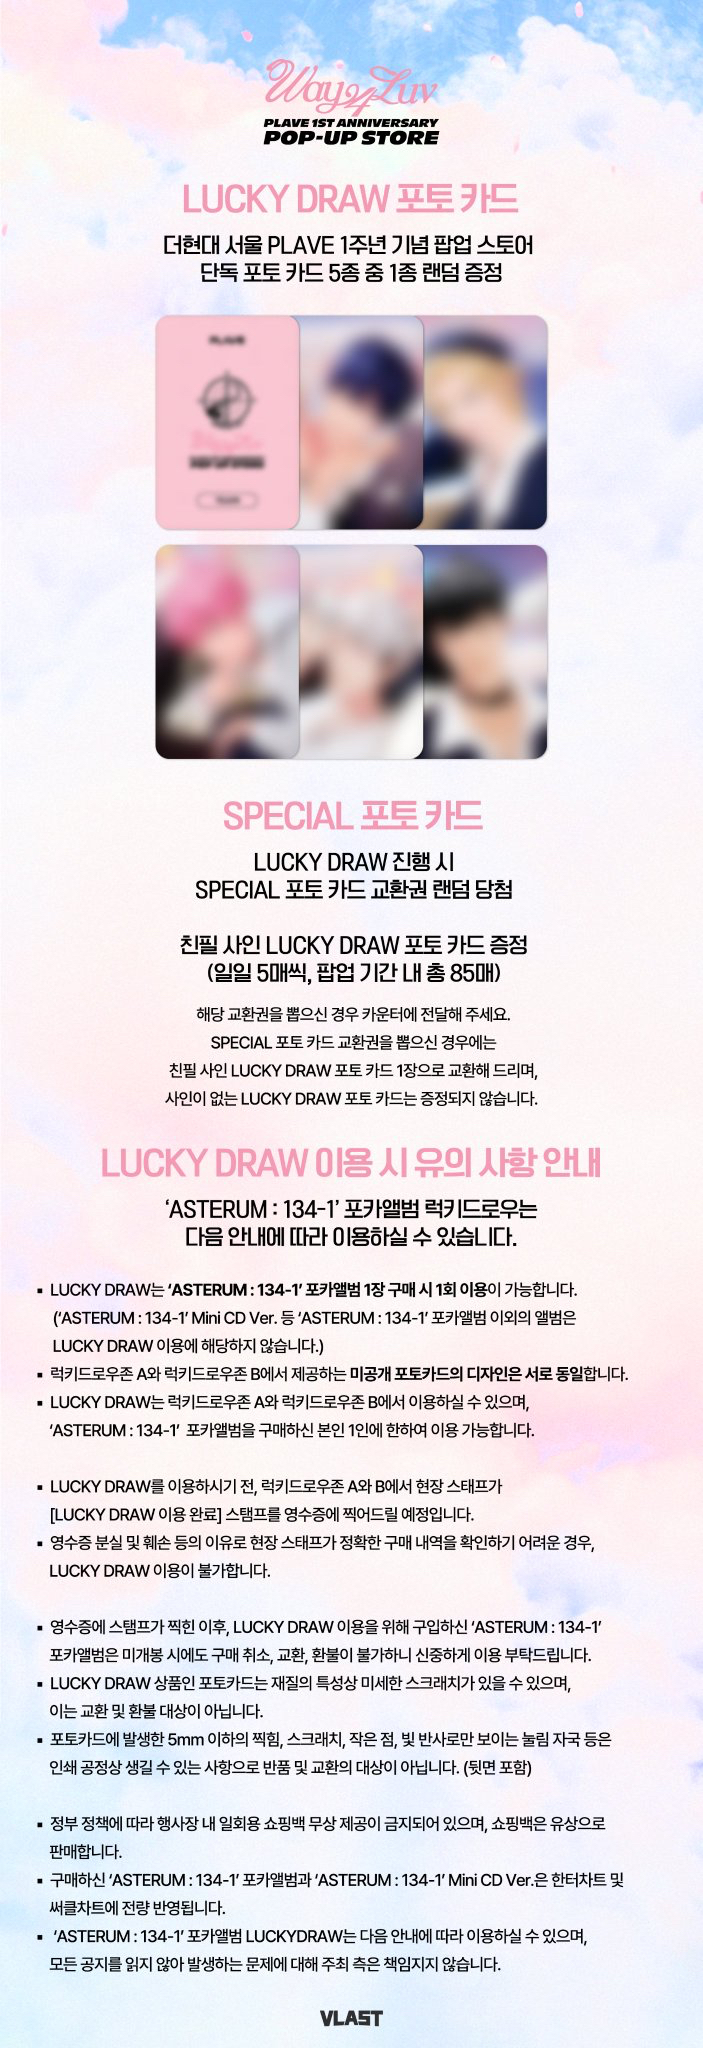 Way4Luv
PLAVE 1ST ANNIVERSARY
POP-UP STORE
LUCKY DRAW 포토 카드
더현대 서울 PLAVE 1주년 기념 팝업 스토어
단독 포토 카드 5종 중 1종 랜덤 증정
PLAVE
SPECIAL 포토 카드
LUCKY DRAW 진행 시
SPECIAL 포토 카드 교환권 랜덤 당첨
친필 사인 LUCKY DRAW 포토 카드 증정
(일일 5매씩, 팝업 기간 내 총 85매)
해당 교환권을 뽑으신 경우 카운터에 전달해 주세요.
SPECIAL 포토 카드 교환권을 뽑으신 경우에는
친필 사인 LUCKY DRAW 포토 카드 1장으로 교환해 드리며,
사인이 없는 LUCKY DRAW 포토 카드는 증정되지 않습니다.
LUCKY DRAW 이용 시 유의 사항 안내
‘ASTERUM : 134-1’ 포카앨범 럭키드로우는
다음 안내에 따라 이용하실 수 있습니다.
▪ LUCKY DRAW는 ‘ASTERUM : 134-1’ 포카앨범 1장 구매 시 1회 이용이 가능합니다.
(‘ASTERUM : 134-1’ Mini CD Ver. 등 ‘ASTERUM : 134-1’ 포카앨범 이외의 앨범은
LUCKY DRAW 이용에 해당하지 않습니다.)
▪ 럭키드로우존 A와 럭키드로우존 B에서 제공하는 미공개 포토카드의 디자인은 서로 동일합니다.
▪ LUCKY DRAW는 럭키드로우존 A와 럭키드로우존 B에서 이용하실 수 있으며,
‘ASTERUM : 134-1’ 포카앨범을 구매하신 본인 1인에 한하여 이용 가능합니다.
▪ LUCKY DRAW를 이용하시기 전, 럭키드로우존 A와 B에서 현장 스태프가
[LUCKY DRAW 이용 완료] 스탬프를 영수증에 찍어드릴 예정입니다.
▪ 영수증 분실 및 훼손 등의 이유로 현장 스태프가 정확한 구매 내역을 확인하기 어려운 경우,
LUCKY DRAW 이용이 불가합니다.
▪ 영수증에 스탬프가 찍힌 이후, LUCKY DRAW 이용을 위해 구입하신 ‘ASTERUM : 134-1’
포카앨범은 미개봉 시에도 구매 취소, 교환, 환불이 불가하니 신중하게 이용 부탁드립니다.
▪ LUCKY DRAW 상품인 포토카드는 재질의 특성상 미세한 스크래치가 있을 수 있으며,
이는 교환 및 환불 대상이 아닙니다.
▪ 포토카드에 발생한 5mm 이하의 찍힘, 스크래치, 작은 점, 빛 반사로만 보이는 눌림 자국 등은
인쇄 공정상 생길 수 있는 사항으로 반품 및 교환의 대상이 아닙니다. (뒷면 포함)
▪ 정부 정책에 따라 행사장 내 일회용 쇼핑백 무상 제공이 금지되어 있으며, 쇼핑백은 유상으로
판매합니다.
▪ 구매하신 ‘ASTERUM : 134-1’ 포카앨범과 ‘ASTERUM : 134-1’ Mini CD Ver.은 한터차트 및
써클차트에 전량 반영됩니다.
▪ ‘ASTERUM : 134-1’ 포카앨범 LUCKYDRAW는 다음 안내에 따라 이용하실 수 있으며,
모든 공지를 읽지 않아 발생하는 문제에 대해 주최 측은 책임지지 않습니다.
VLAST